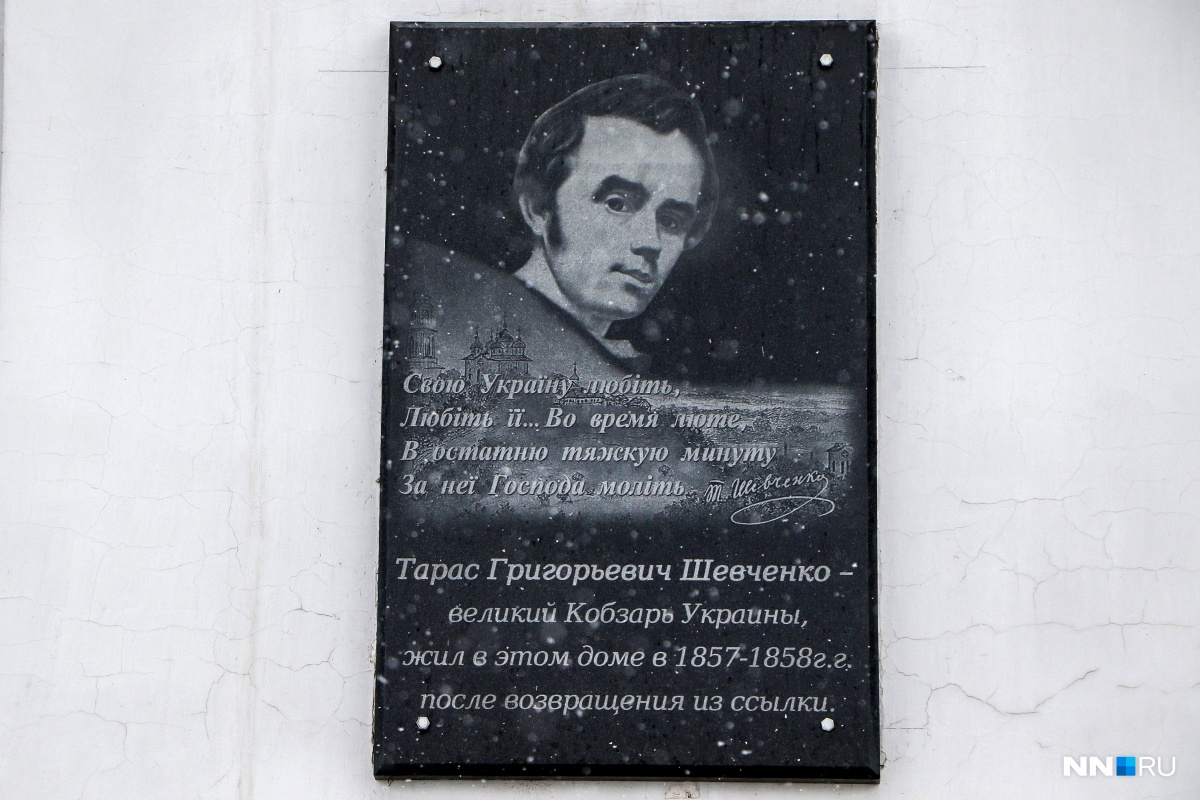 Свою Україну любіть,
Любіть її... Во время люте,
В остатню тяжкую минуту
За неї Господа моліть.
Т. Шевченко
Тарас Григорьевич Шевченко –
великий Кобзарь Украины,
жил в этом доме в 1857-1858г.г.
после возвращения из ссылки.
NN RU